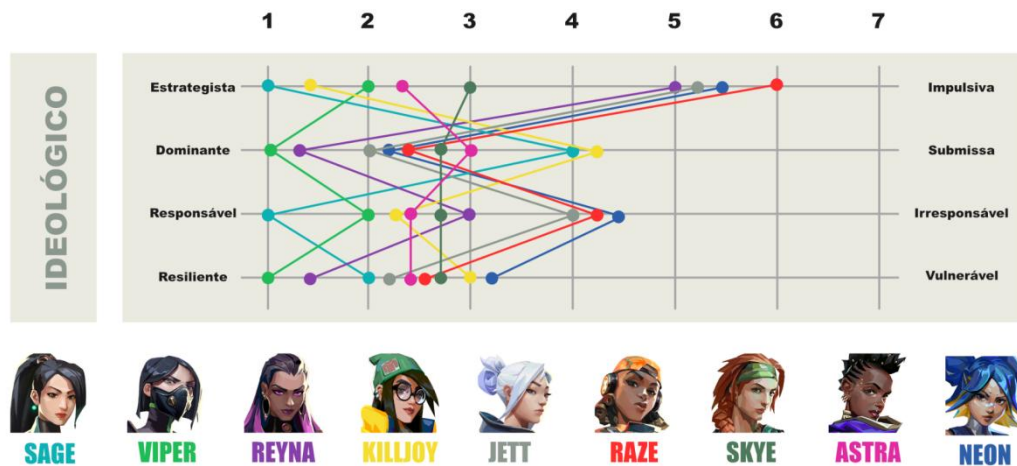 1 2 3 4 5 6 7
IDEOLÓGICO
Estrategista Impulsiva
Dominante Submissa
Responsável Irresponsável
Resiliente Vulnerável
SAGE VIPER REYNA KILLJOY JETT RAZE SKYE ASTRA NEON